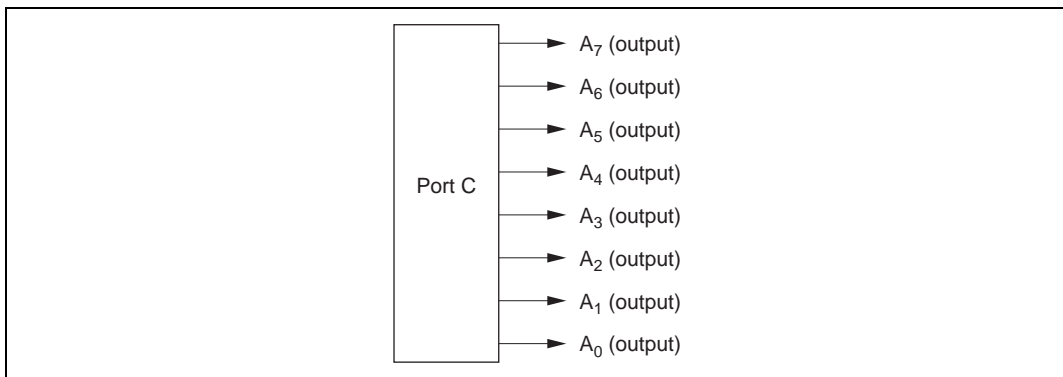 A7 (output)
A6 (output)
A5 (output)
A4 (output)
Port C
A3 (output)
A2 (output)
A1 (output)
A0 (output)